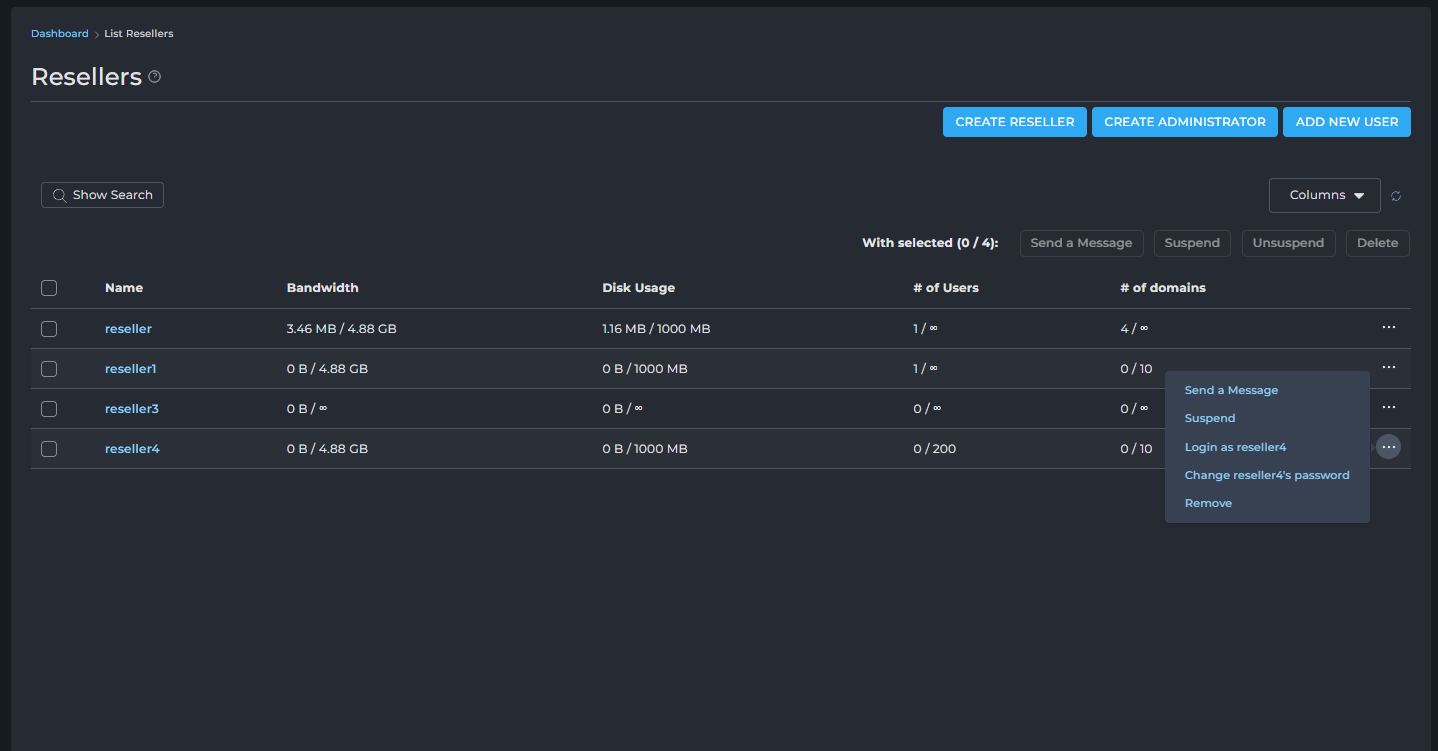 Dashboard > List Resellers
Resellers
CREATE RESELLER CREATE ADMINISTRATOR ADD NEW USER
Show Search Columns
With selected (0 / 4): Send a Message Suspend Unsuspend Delete
Name Bandwidth Disk Usage # of Users # of domains
reseller 3.46 MB / 4.88 GB 1.16 MB / 1000 MB 1 / ∞ 4 / ∞ ...
reseller1 0 B / 4.88 GB 0 B / 1000 MB 1 / ∞ 0 / 10 ...
reseller3 0 B / ∞ 0 B / ∞ 0 / ∞ 0 / ∞ ...
reseller4 0 B / 4.88 GB 0 B / 1000 MB 0 / 200 0 / 10 ...
Send a Message
Suspend
Login as reseller4
Change reseller4's password
Remove